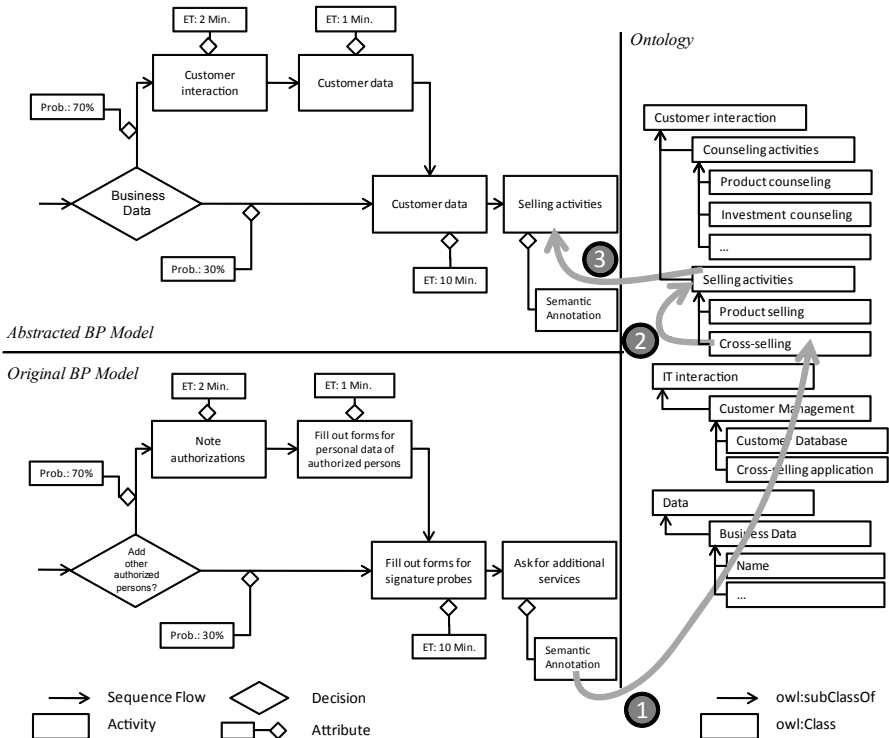 ET: 2 Min.
ET: 1 Min.
Ontology
Customer
interaction
Customer data
Prob.: 70%
Business
Data
Customer data
Selling activities
Prob.: 30%
ET: 10 Min.
Semantic
Annotation
Abstracted BP Model
Customer interaction
Counseling activities
Product counseling
Investment counseling
...
Selling activities
Product selling
Cross-selling
IT interaction
Customer Management
Customer Database
Cross-selling application
Data
Business Data
Name
...
3
2
1
Original BP Model
ET: 2 Min.
ET: 1 Min.
Note
authorizations
Fill out forms for
personal data of
authorized persons
Prob.: 70%
Add
other
authorized
persons?
Fill out forms for
signature probes
Ask for additional
services
Prob.: 30%
ET: 10 Min.
Semantic
Annotation
Sequence Flow
Decision
Activity
Attribute
owl:subClassOf
owl:Class